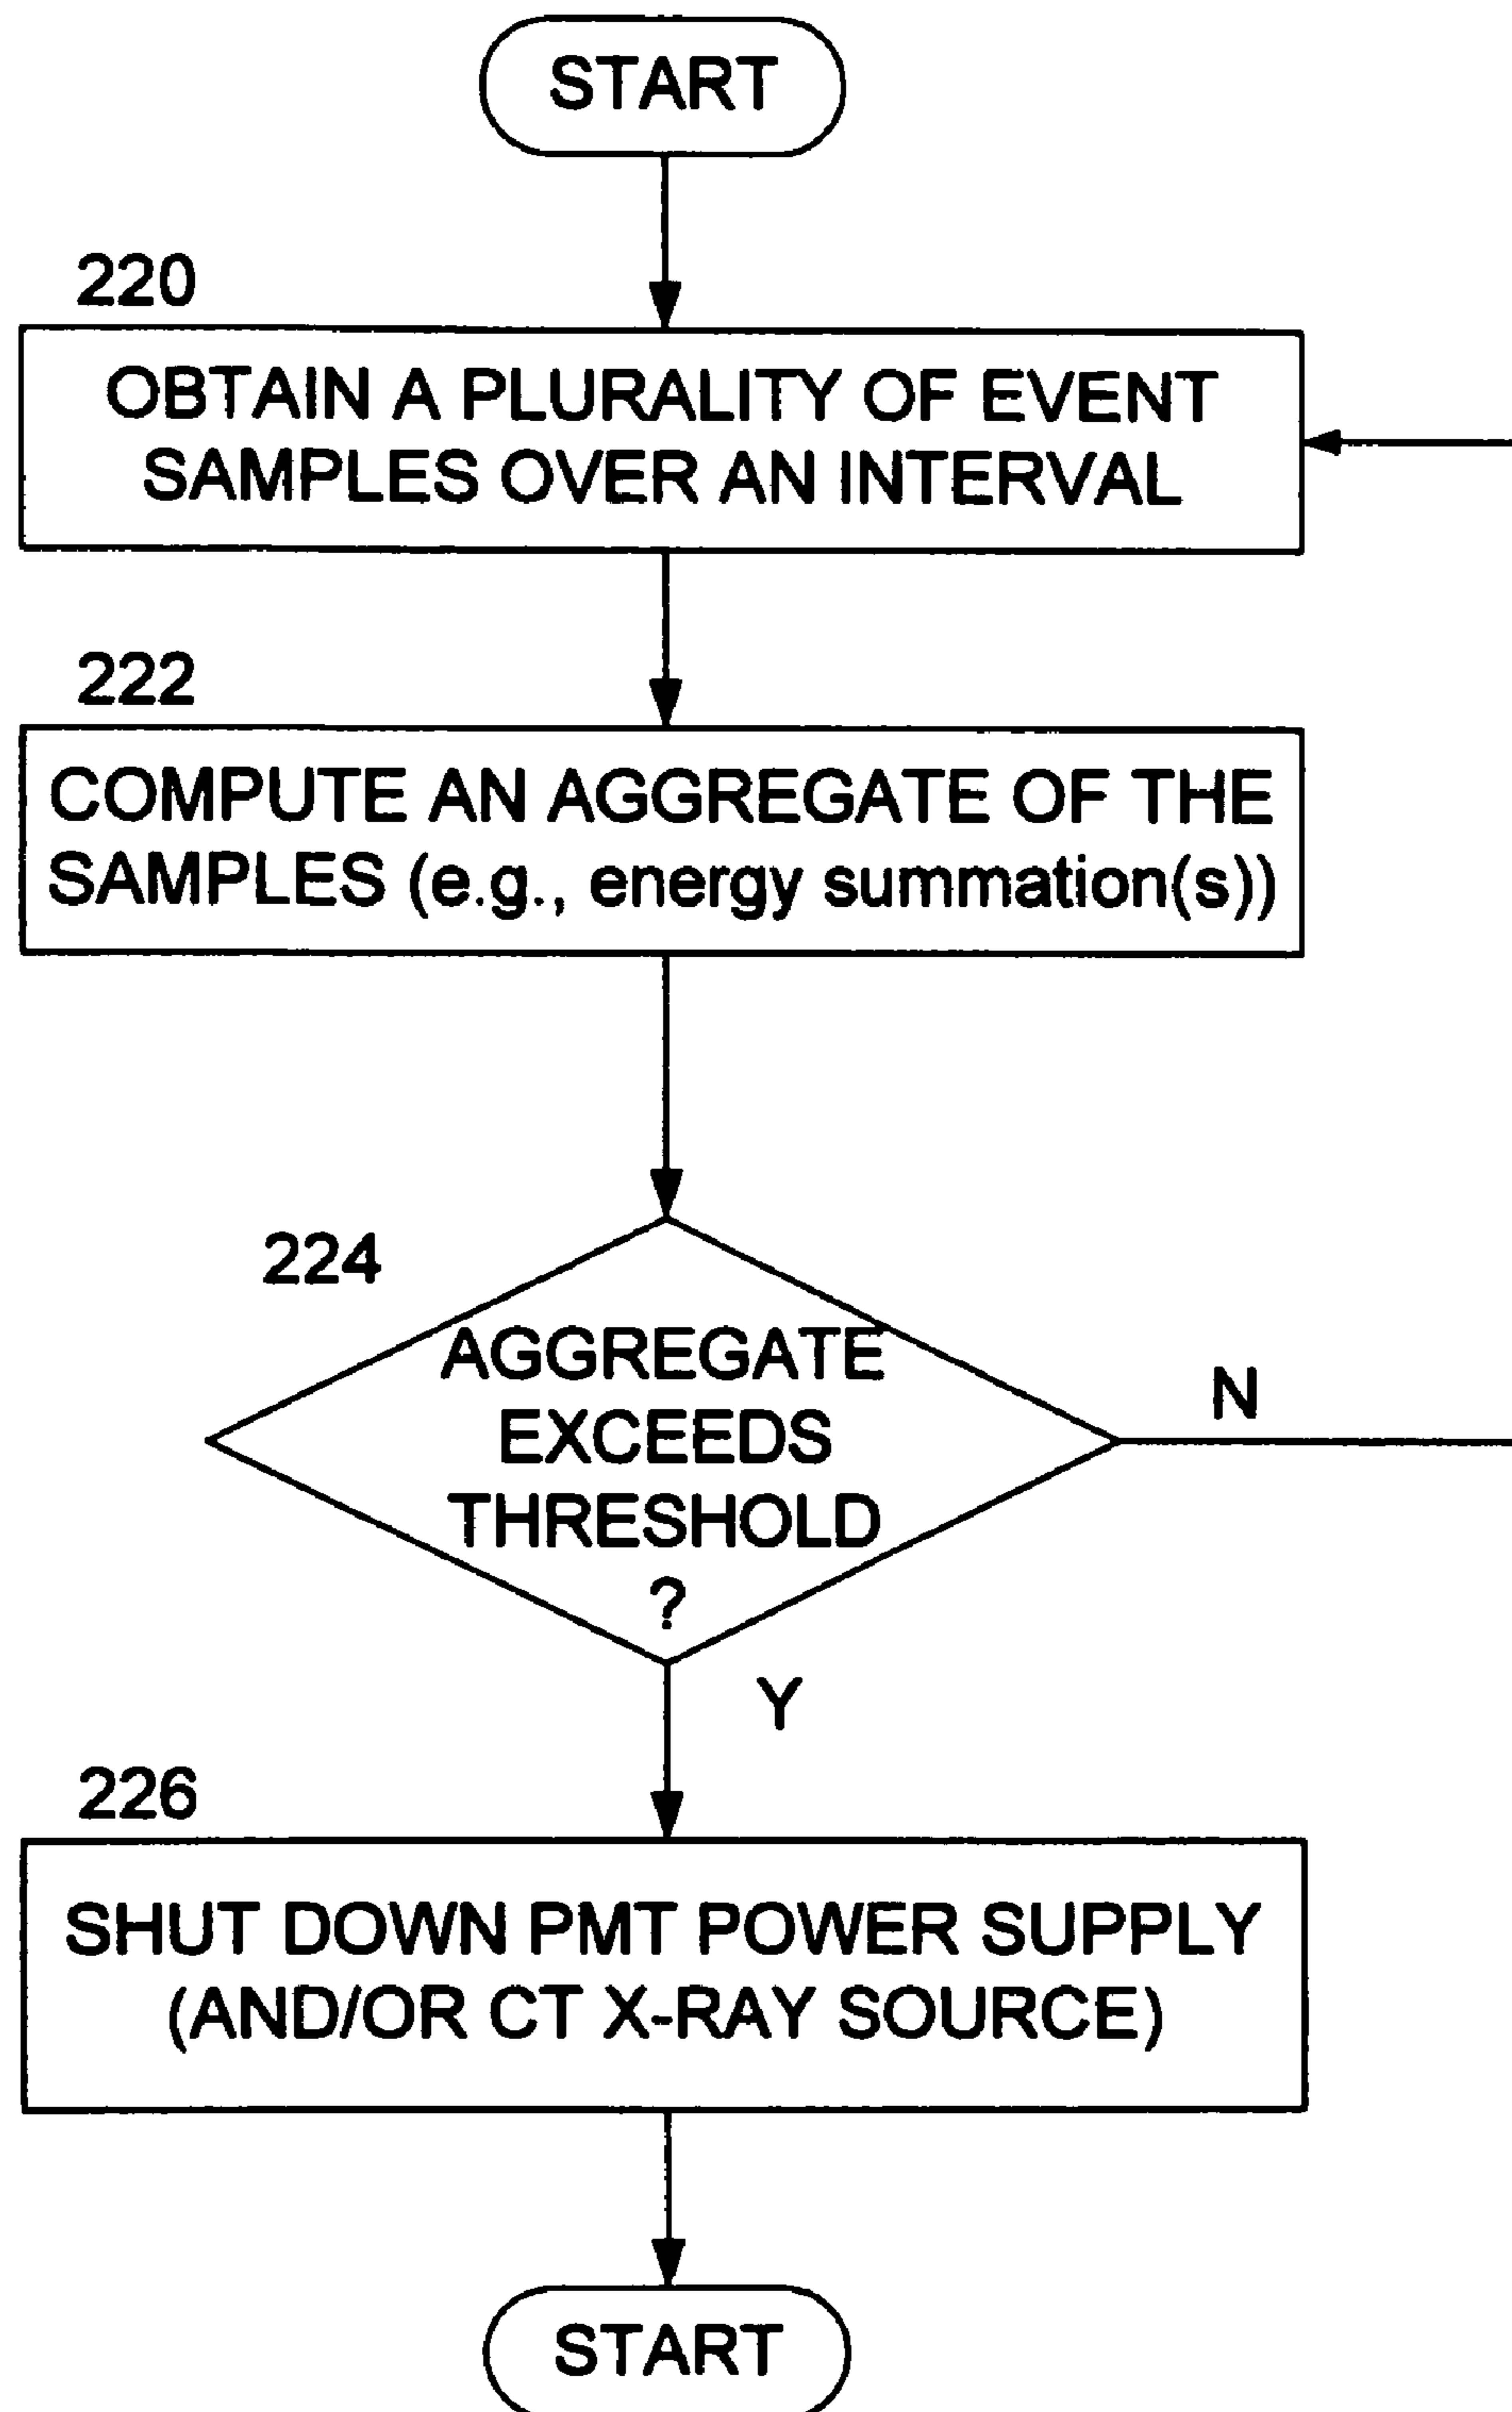 START
220
OBTAIN A PLURALITY OF EVENT
SAMPLES OVER AN INTERVAL
222
COMPUTE AN AGGREGATE OF THE
SAMPLES (e.g., energy summation(s))
224
AGGREGATE
EXCEEDS
THRESHOLD
?
N
Y
226
SHUT DOWN PMT POWER SUPPLY
(AND/OR CT X-RAY SOURCE)
START